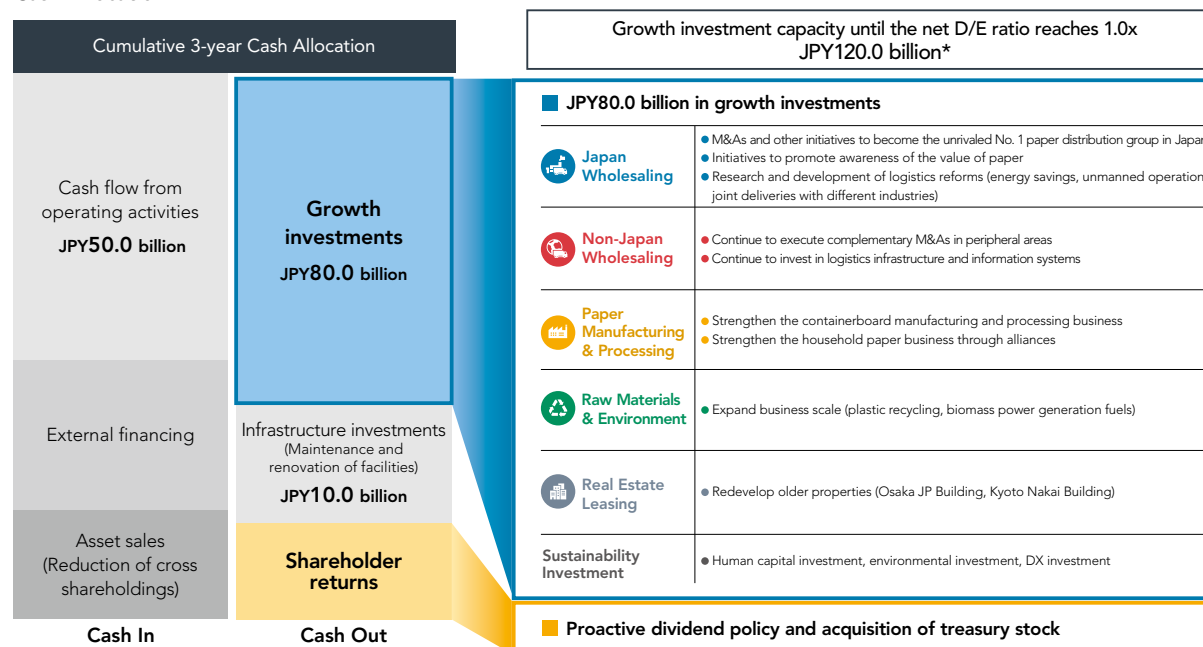 Cumulative 3-year Cash Allocation
Cash flow from
operating activities
JPY50.0 billion
External financing
Asset sales
(Reduction of cross
shareholdings)
Cash In
Growth
investments
JPY80.0 billion
Infrastructure investments
(Maintenance and
renovation of facilities)
JPY10.0 billion
Shareholder
returns
Cash Out
Growth investment capacity until the net D/E ratio reaches 1.0x
JPY120.0 billion*
JPY80.0 billion in growth investments
Japan
Wholesaling
● M&As and other initiatives to become the unrivaled No. 1 paper distribution group in Japan
● Initiatives to promote awareness of the value of paper
● Research and development of logistics reforms (energy savings, unmanned operation
joint deliveries with different industries)
Non-Japan
Wholesaling
● Continue to execute complementary M&As in peripheral areas
● Continue to invest in logistics infrastructure and information systems
Paper
Manufacturing
& Processing
● Strengthen the containerboard manufacturing and processing business
● Strengthen the household paper business through alliances
Raw Materials
& Environment
● Expand business scale (plastic recycling, biomass power generation fuels)
Real Estate
Leasing
● Redevelop older properties (Osaka JP Building, Kyoto Nakai Building)
Sustainability
Investment
● Human capital investment, environmental investment, DX investment
Proactive dividend policy and acquisition of treasury stock